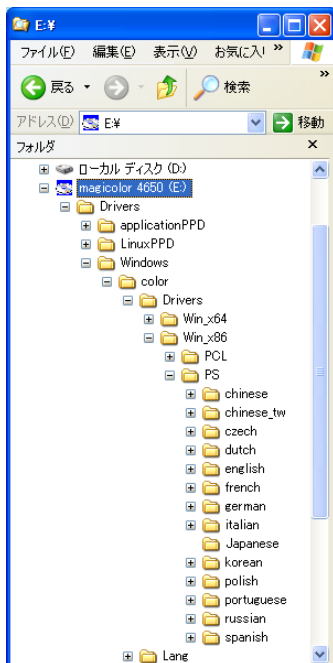 E:¥
ファイル(F) 編集(E) 表示(V) お気に入り »
戻る 検索 »
アドレス(D) E:¥ 移動
フォルダ ×
ローカル ディスク (D:)
magicolor 4650 (E:)
Drivers
applicationPPD
LinuxPPD
Windows
color
Drivers
Win_x64
Win_x86
PCL
PS
chinese
chinese_tw
czech
dutch
english
french
german
italian
Japanese
korean
polish
portuguese
russian
spanish
Lang